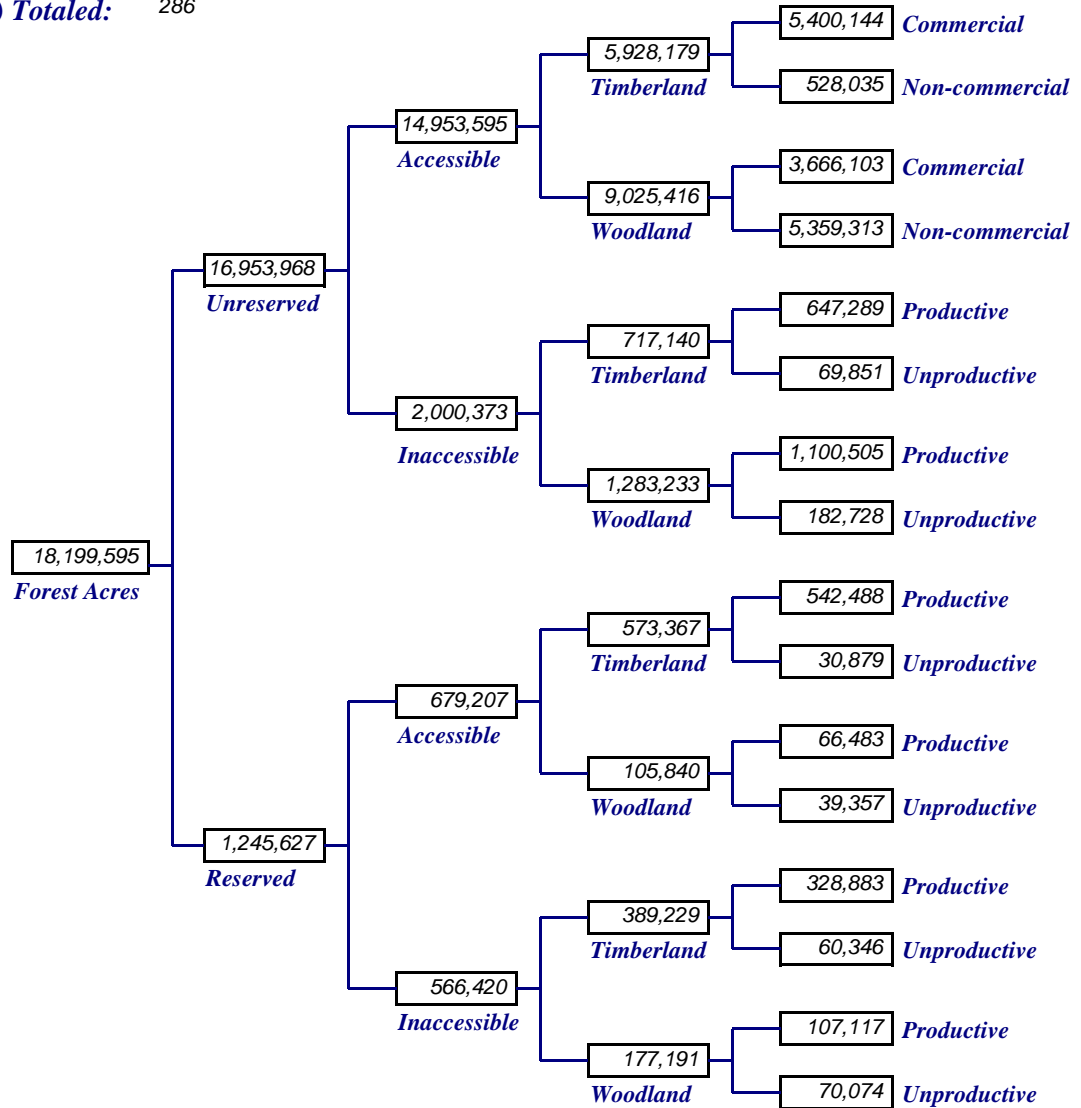 ) Totaled: 286
5,400,144 Commercial
5,928,179
Timberland
528,035 Non-commercial
14,953,595
Accessible
3,666,103 Commercial
9,025,416
Woodland
5,359,313 Non-commercial
16,953,968
Unreserved
647,289 Productive
717,140
Timberland
69,851 Unproductive
2,000,373
Inaccessible
1,100,505 Productive
1,283,233
Woodland
182,728 Unproductive
18,199,595
Forest Acres
542,488 Productive
573,367
Timberland
30,879 Unproductive
679,207
Accessible
66,483 Productive
105,840
Woodland
39,357 Unproductive
1,245,627
Reserved
328,883 Productive
389,229
Timberland
60,346 Unproductive
566,420
Inaccessible
107,117 Productive
177,191
Woodland
70,074 Unproductive